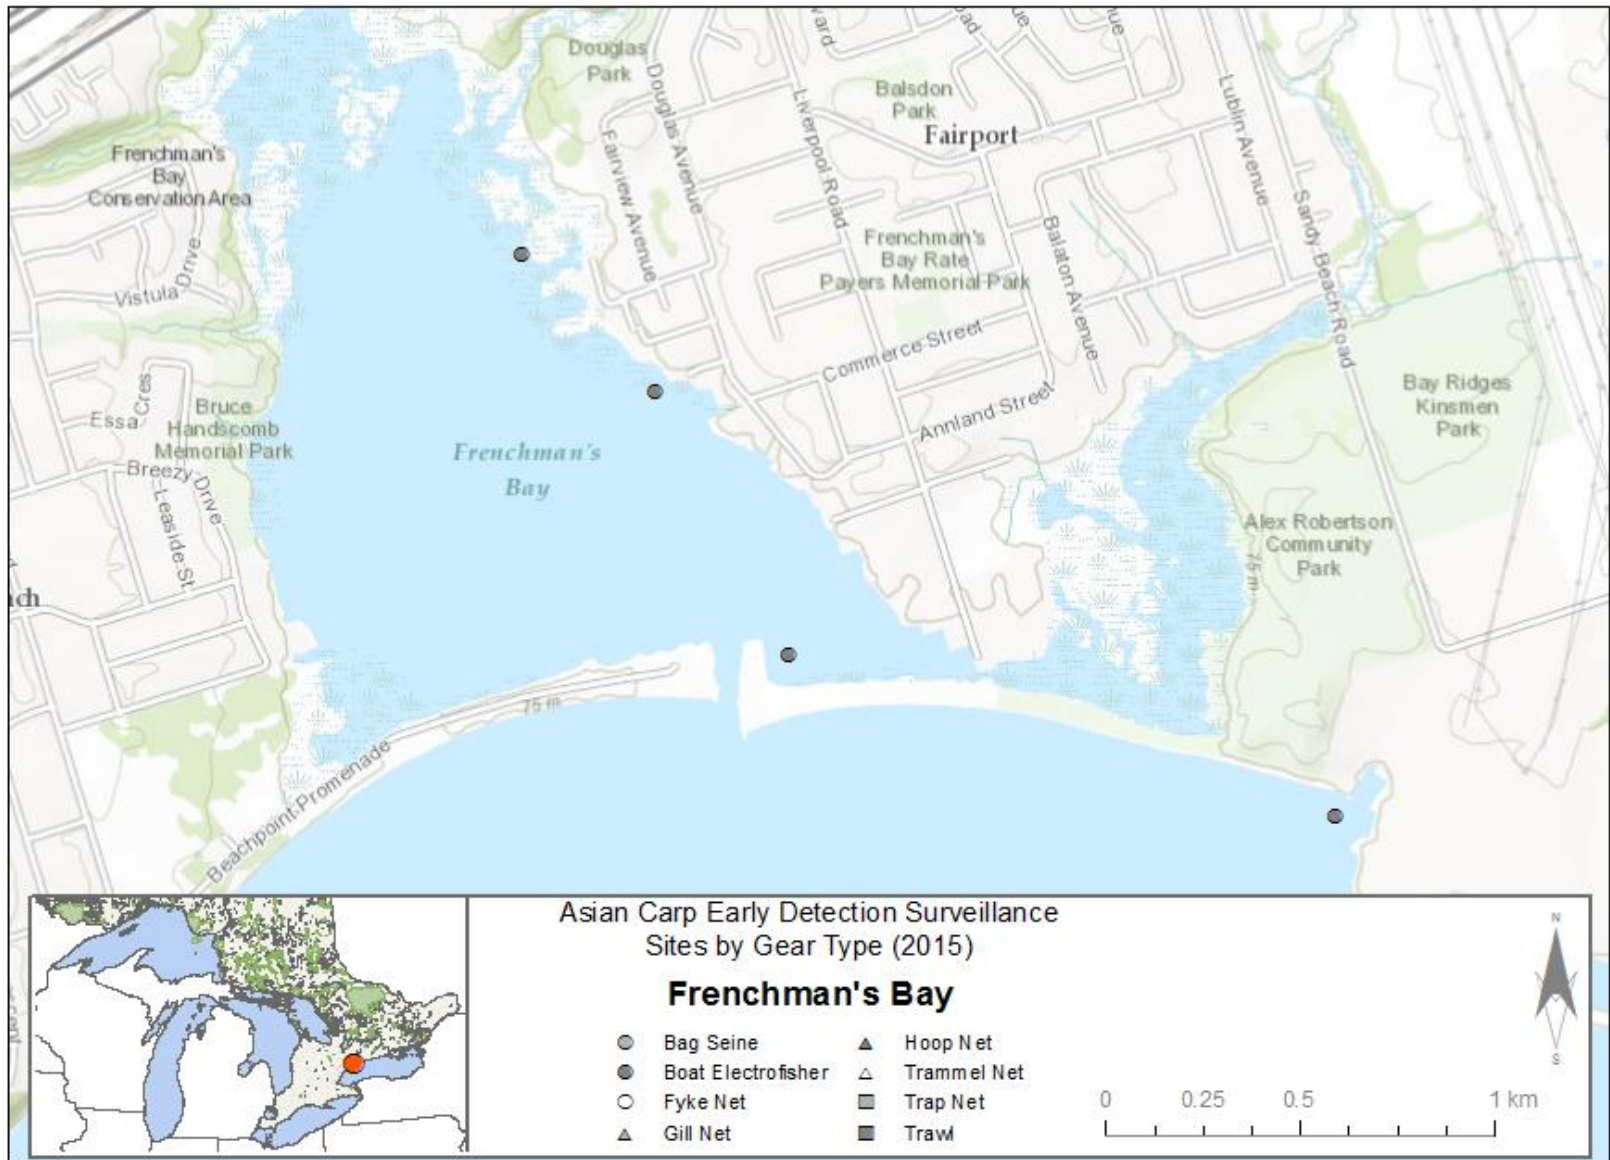 Douglas
Park
Balsdon
Park
Fairport
Lublin Avenue
Douglas Avenue
Liverpool Road
Fairview Avenue
Frenchman's
Bay
Conservation Area
Sandy Beach Road
Balaton Avenue
Frenchman's
Bay Rate
Payers Memorial Park
Vistula Drive
Commerce Street
Essa Cres
Bruce
Handscomb
Memorial Park
Bay Ridges
Kinsmen
Park
Annland Street
Frenchman's
Bay
Breezy Drive
Leaside St
Alex Robertson
Community
Park
75 m
75 m
Beachpoint Promenade
Asian Carp Early Detection Surveillance
Sites by Gear Type (2015)
Frenchman's Bay
Bag Seine
Boat Electrofisher
Fyke Net
Gill Net
Hoop Net
Trammel Net
Trap Net
Trawl
0 0.25 0.5 1 km
N
S